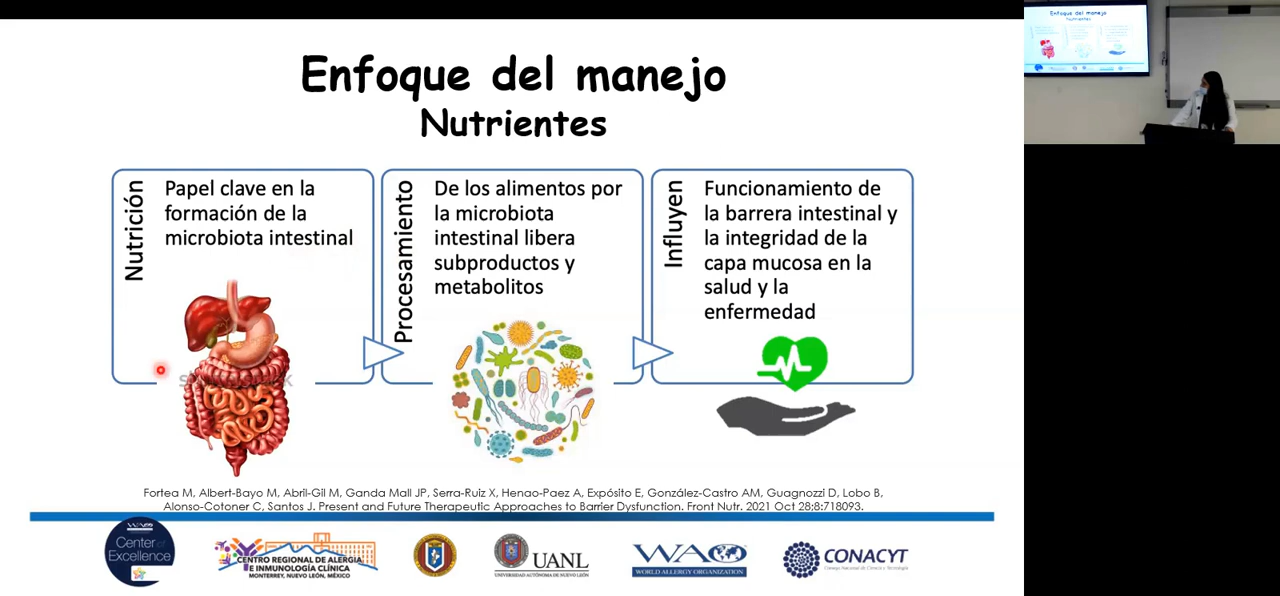 Enfoque del manejo
Nutrientes
Nutrición
Papel clave en la
formación de la
microbiota intestinal
Procesamiento
De los alimentos por
la microbiota
intestinal libera
subproductos y
metabolitos
Influyen
Funcionamiento de
la barrera intestinal y
la integridad de la
capa mucosa en la
salud y la
enfermedad
Fortea M, Albert-Bayo M, Abril-Gil M, Ganda Mall JP, Serra-Ruiz X, Henao-Paez A, Expósito E, González-Castro AM, Guagnozzi D, Lobo B,
Alonso-Cotoner C, Santos J. Present and Future Therapeutic Approaches to Barrier Dysfunction. Front Nutr. 2021 Oct 28;8:718093.
Center of
Excellence
CENTRO REGIONAL DE ALERGIA
E INMUNOLOGÍA CLÍNICA
MONTERREY, NUEVO LEÓN, MÉXICO
UANL
UNIVERSIDAD AUTÓNOMA DE NUEVO LEÓN
WAO
WORLD ALLERGY ORGANIZATION
CONACYT
Consejo Nacional de Ciencia y Tecnología
Enfoque del manejo
Nutrientes